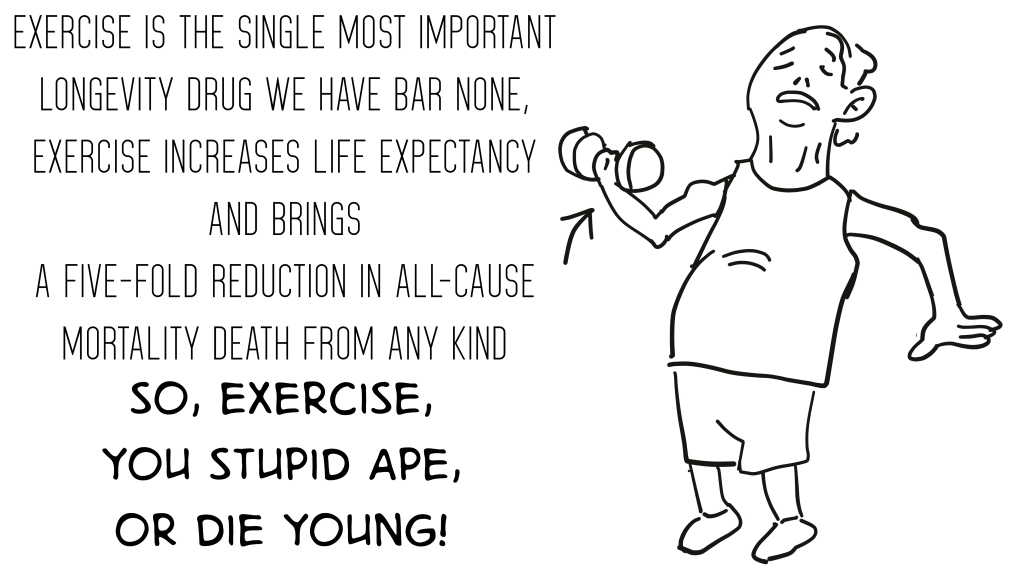 EXERCISE IS THE SINGLE MOST IMPORTANT
LONGEVITY DRUG WE HAVE BAR NONE,
EXERCISE INCREASES LIFE EXPECTANCY
AND BRINGS
A FIVE-FOLD REDUCTION IN ALL-CAUSE
MORTALITY DEATH FROM ANY KIND
SO, EXERCISE,
YOU STUPID APE,
OR DIE YOUNG!